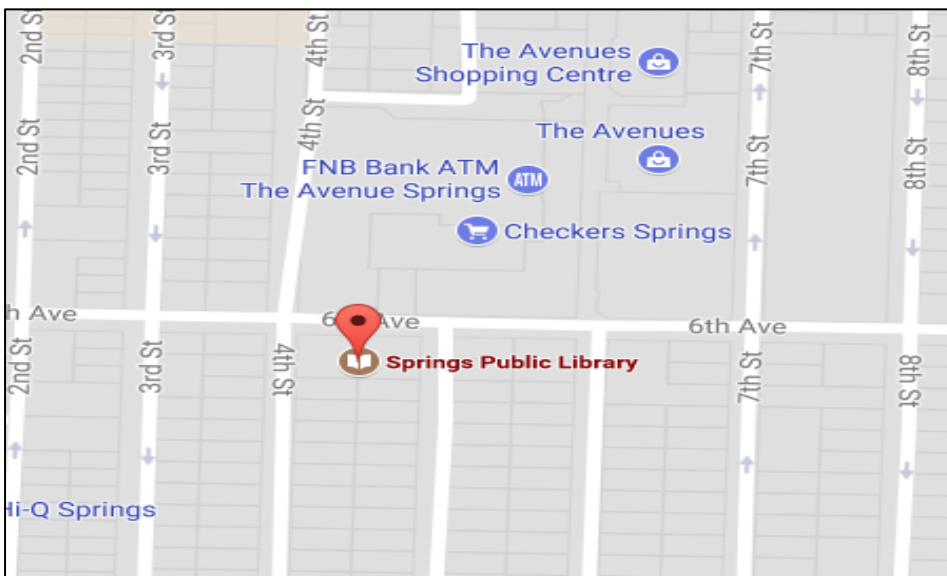 2nd St
3rd St
4th St
7th St
8th St
The Avenues
Shopping Centre
2nd St
3rd St
4th St
The Avenues
7th St
8th St
FNB Bank ATM
The Avenue Springs
ATM
Checkers Springs
h Ave
Ave
6th Ave
2nd St
3rd St
4th St
Springs Public Library
7th St
8th St
Hi-Q Springs